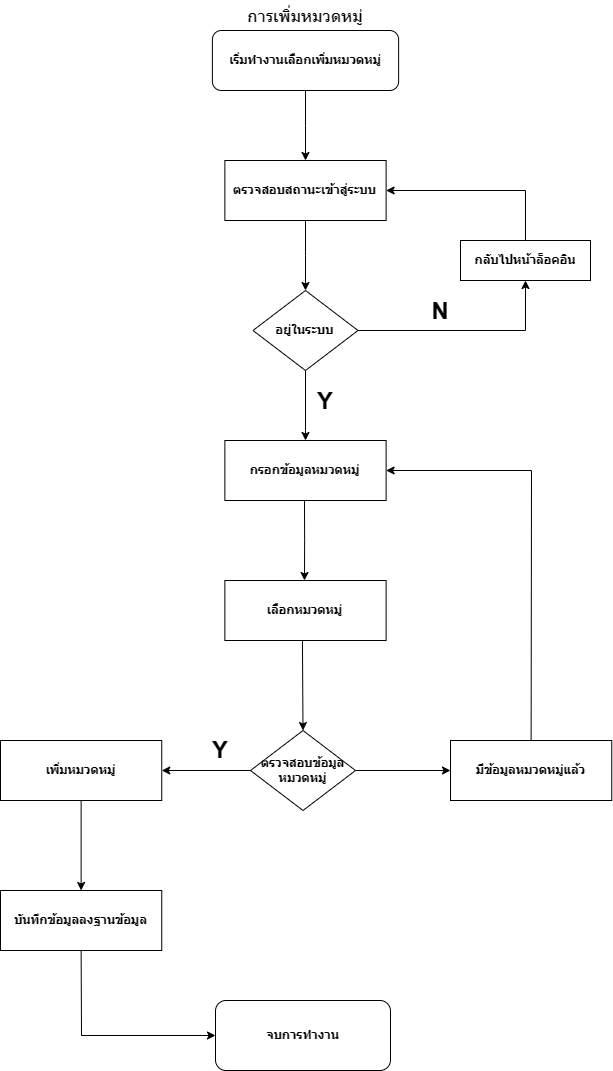 การเพิ่มหมวดหมู่
เริ่มทำงานเลือกเพิ่มหมวดหมู่
ตรวจสอบสถานะเข้าสู่ระบบ
กลับไปหน้าล็อคอิน
อยู่ในระบบ
N
Y
กรอกข้อมูลหมวดหมู่
เลือกหมวดหมู่
Y
ตรวจสอบข้อมูล
หมวดหมู่
เพิ่มหมวดหมู่
มีข้อมูลหมวดหมู่แล้ว
บันทึกข้อมูลลงฐานข้อมูล
จบการทำงาน